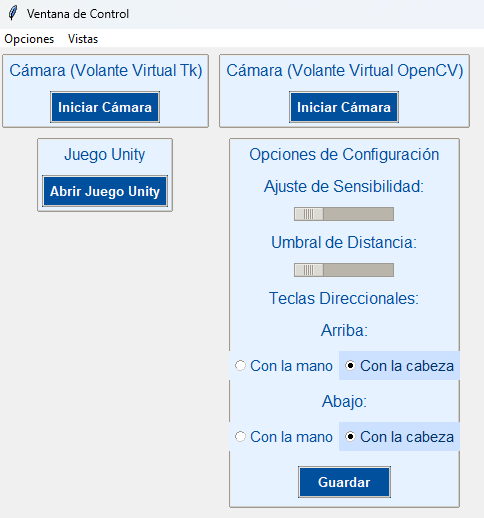 Ventana de Control
Opciones Vistas
Cámara (Volante Virtual Tk)
Iniciar Cámara
Cámara (Volante Virtual OpenCV)
Iniciar Cámara
Juego Unity
Abrir Juego Unity
Opciones de Configuración
Ajuste de Sensibilidad:
Umbral de Distancia:
Teclas Direccionales:
Arriba:
Con la mano Con la cabeza
Abajo:
Con la mano Con la cabeza
Guardar